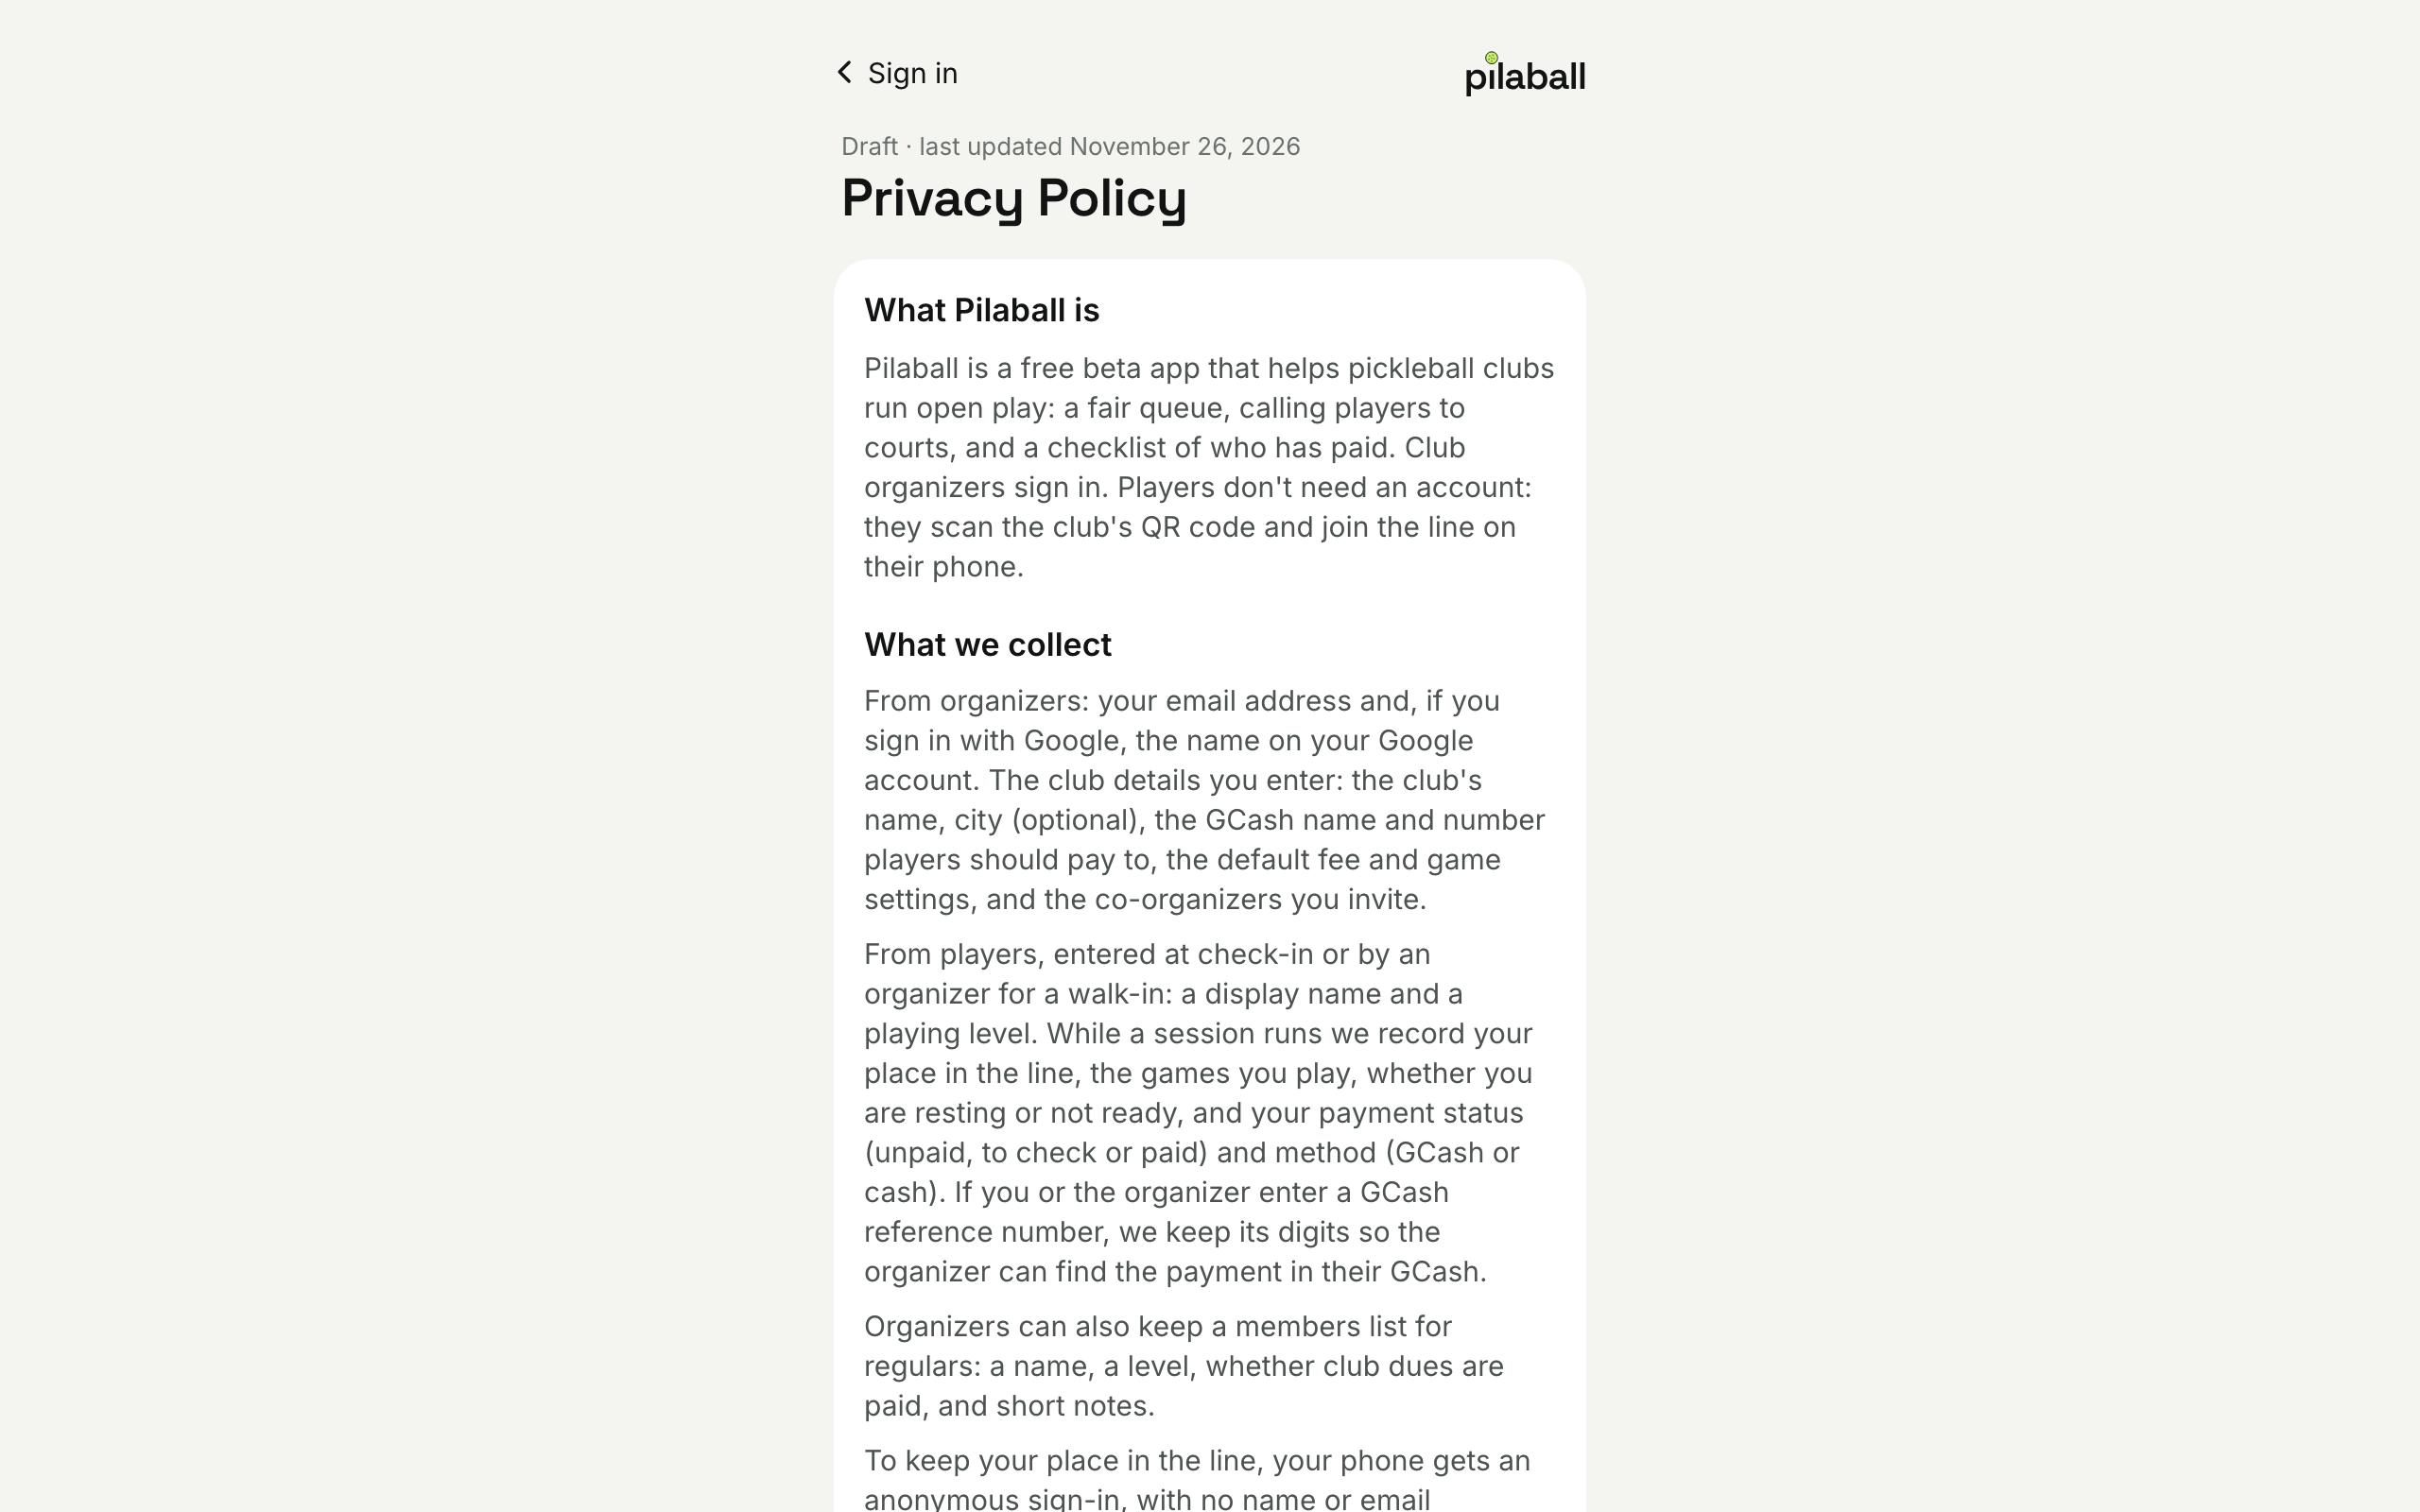 Sign in
pilaball
Draft · last updated November 26, 2026
Privacy Policy
What Pilaball is
Pilaball is a free beta app that helps pickleball clubs
run open play: a fair queue, calling players to
courts, and a checklist of who has paid. Club
organizers sign in. Players don't need an account:
they scan the club's QR code and join the line on
their phone.
What we collect
From organizers: your email address and, if you
sign in with Google, the name on your Google
account. The club details you enter: the club's
name, city (optional), the GCash name and number
players should pay to, the default fee and game
settings, and the co-organizers you invite.
From players, entered at check-in or by an
organizer for a walk-in: a display name and a
playing level. While a session runs we record your
place in the line, the games you play, whether you
are resting or not ready, and your payment status
(unpaid, to check or paid) and method (GCash or
cash). If you or the organizer enter a GCash
reference number, we keep its digits so the
organizer can find the payment in their GCash.
Organizers can also keep a members list for
regulars: a name, a level, whether club dues are
paid, and short notes.
To keep your place in the line, your phone gets an
anonymous sign-in, with no name or email